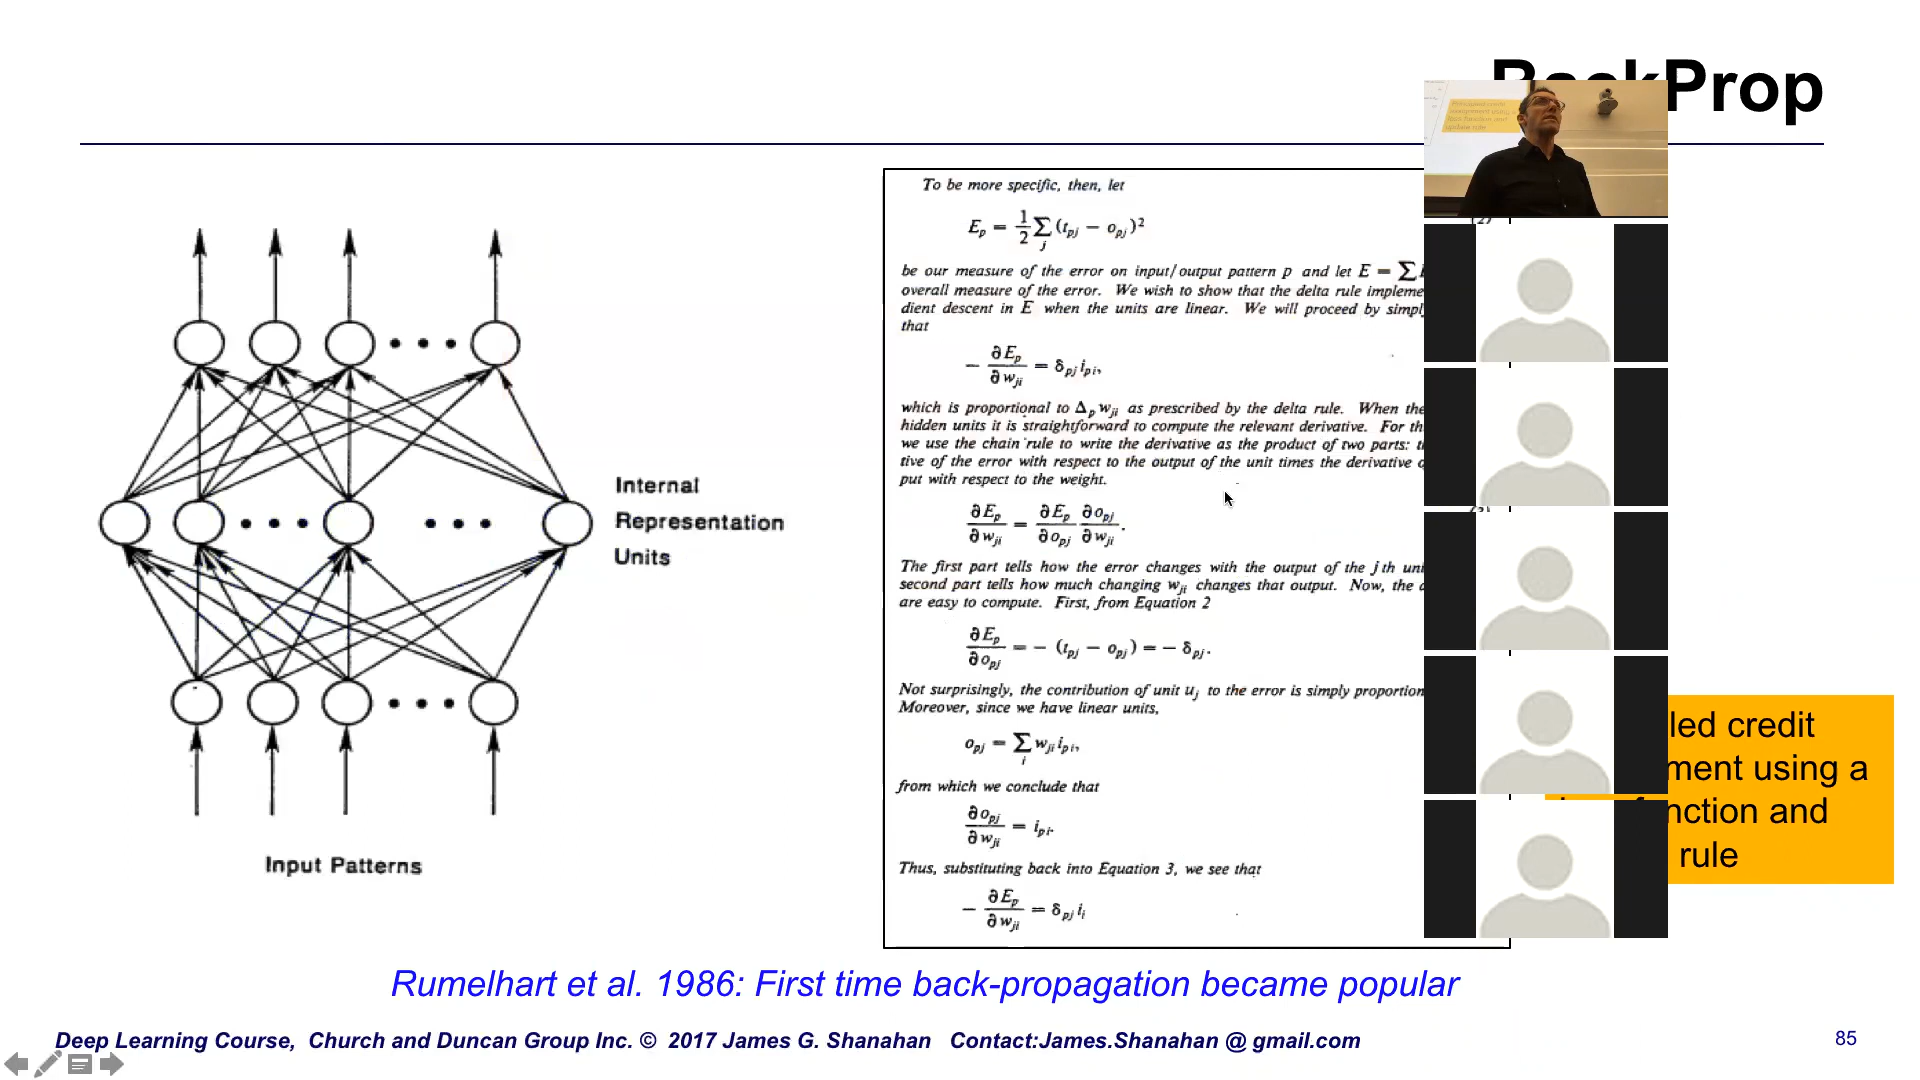 Prop
To be more specific, then, let
E_p = 1/2 ∑_j (t_pj − o_pj)²
be our measure of the error on input/output pattern p and let E = ∑
overall measure of the error. We wish to show that the delta rule impleme
dient descent in E when the units are linear. We will proceed by simpl
that
− ∂E_p/∂w_ji = δ_pj i_pi,
which is proportional to Δ_p w_ji as prescribed by the delta rule. When the
hidden units it is straightforward to compute the relevant derivative. For th
we use the chain rule to write the derivative as the product of two parts: t
tive of the error with respect to the output of the unit times the derivative o
put with respect to the weight.
∂E_p/∂w_ji = ∂E_p/∂o_pj ∂o_pj/∂w_ji.
The first part tells how the error changes with the output of the jth uni
second part tells how much changing w_ji changes that output. Now, the
are easy to compute. First, from Equation 2
∂E_p/∂o_pj = − (t_pj − o_pj) = − δ_pj.
Not surprisingly, the contribution of unit u_j to the error is simply proportion
Moreover, since we have linear units,
o_pj = ∑_i w_ji i_pi,
from which we conclude that
∂o_pj/∂w_ji = i_pi.
Thus, substituting back into Equation 3, we see that
− ∂E_p/∂w_ji = δ_pj i_i
Internal
Representation
Units
Input Patterns
led credit
ment using a
nction and
rule
Rumelhart et al. 1986: First time back-propagation became popular
Deep Learning Course, Church and Duncan Group Inc. © 2017 James G. Shanahan Contact:James.Shanahan @ gmail.com
85